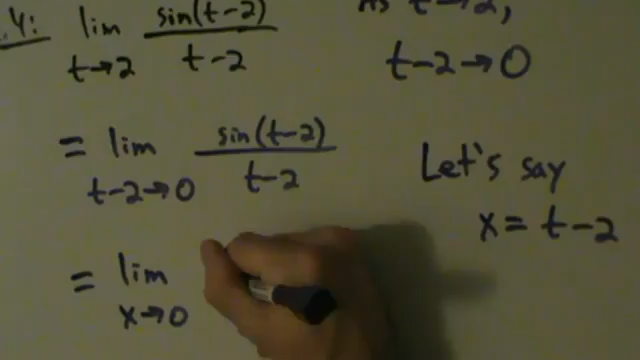 .4: lim sin(t-2)
t→2 t-2
As t→2,
t-2→0
= lim sin(t-2)
t-2→0 t-2
Let's say
x = t-2
= lim
x→0